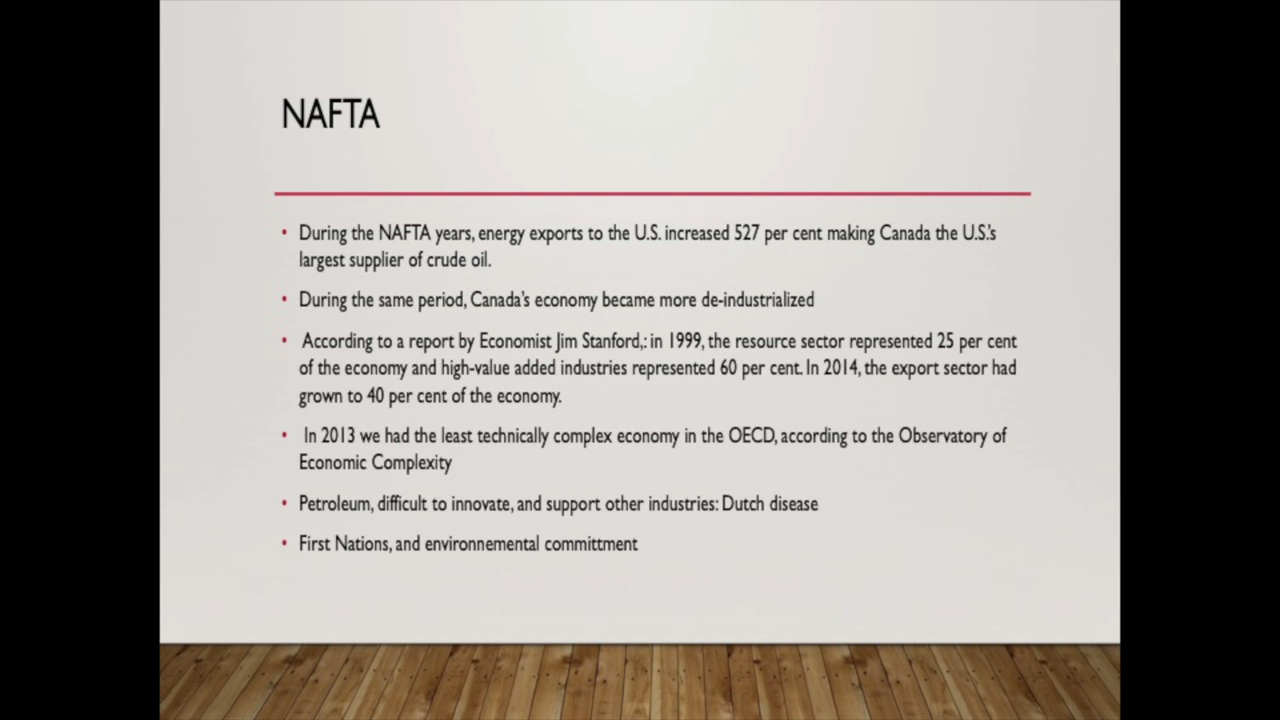 NAFTA
• During the NAFTA years, energy exports to the U.S. increased 527 per cent making Canada the U.S.'s
largest supplier of crude oil.
• During the same period, Canada's economy became more de-industrialized
• According to a report by Economist Jim Stanford,: in 1999, the resource sector represented 25 per cent
of the economy and high-value added industries represented 60 per cent. In 2014, the export sector had
grown to 40 per cent of the economy.
• In 2013 we had the least technically complex economy in the OECD, according to the Observatory of
Economic Complexity
• Petroleum, difficult to innovate, and support other industries: Dutch disease
• First Nations, and environnemental committment